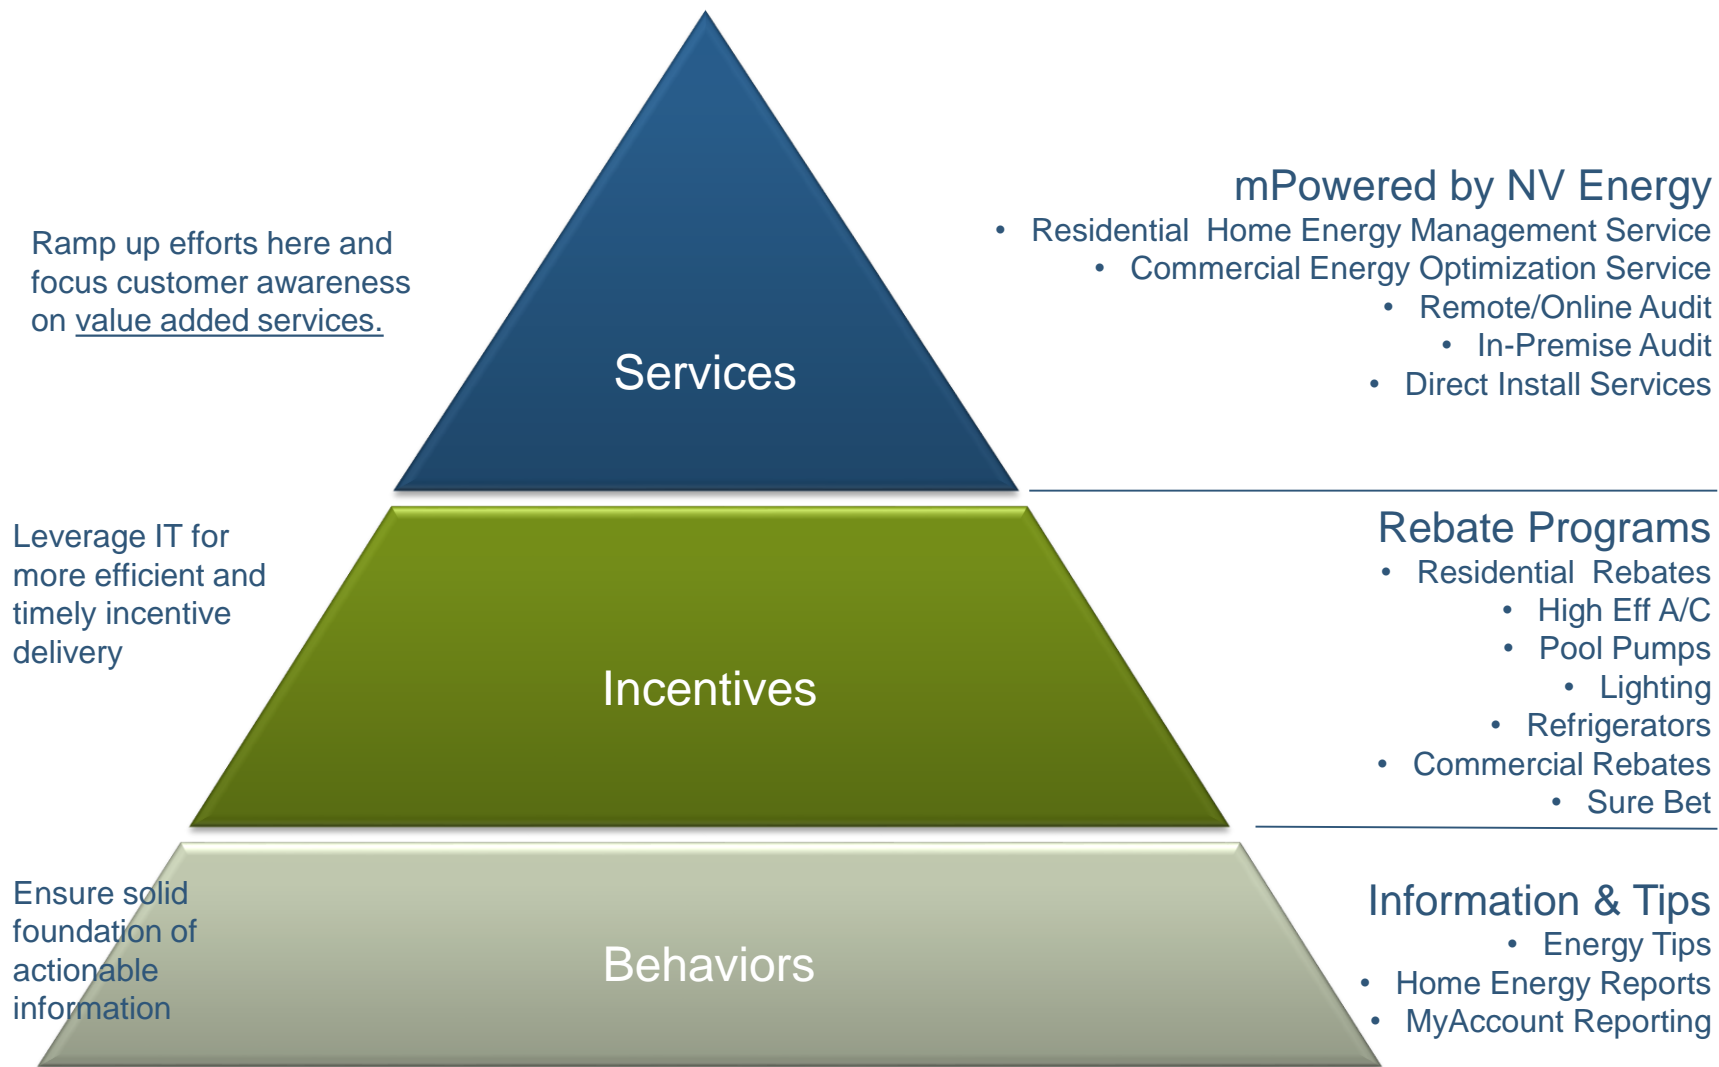 Ramp up efforts here and
focus customer awareness
on value added services.
Services
mPowered by NV Energy
• Residential Home Energy Management Service
• Commercial Energy Optimization Service
• Remote/Online Audit
• In-Premise Audit
• Direct Install Services
Leverage IT for
more efficient and
timely incentive
delivery
Incentives
Rebate Programs
• Residential Rebates
• High Eff A/C
• Pool Pumps
• Lighting
• Refrigerators
• Commercial Rebates
• Sure Bet
Ensure solid
foundation of
actionable
information
Behaviors
Information & Tips
• Energy Tips
• Home Energy Reports
• MyAccount Reporting